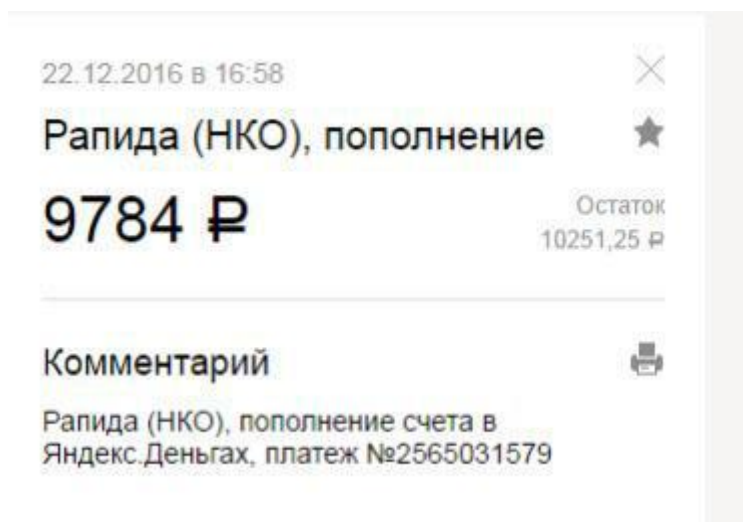 22.12.2016 в 16:58
Рапида (НКО), пополнение
9784 ₽
Остаток
10251,25 ₽
Комментарий
Рапида (НКО), пополнение счета в
Яндекс.Деньгах, платеж №2565031579